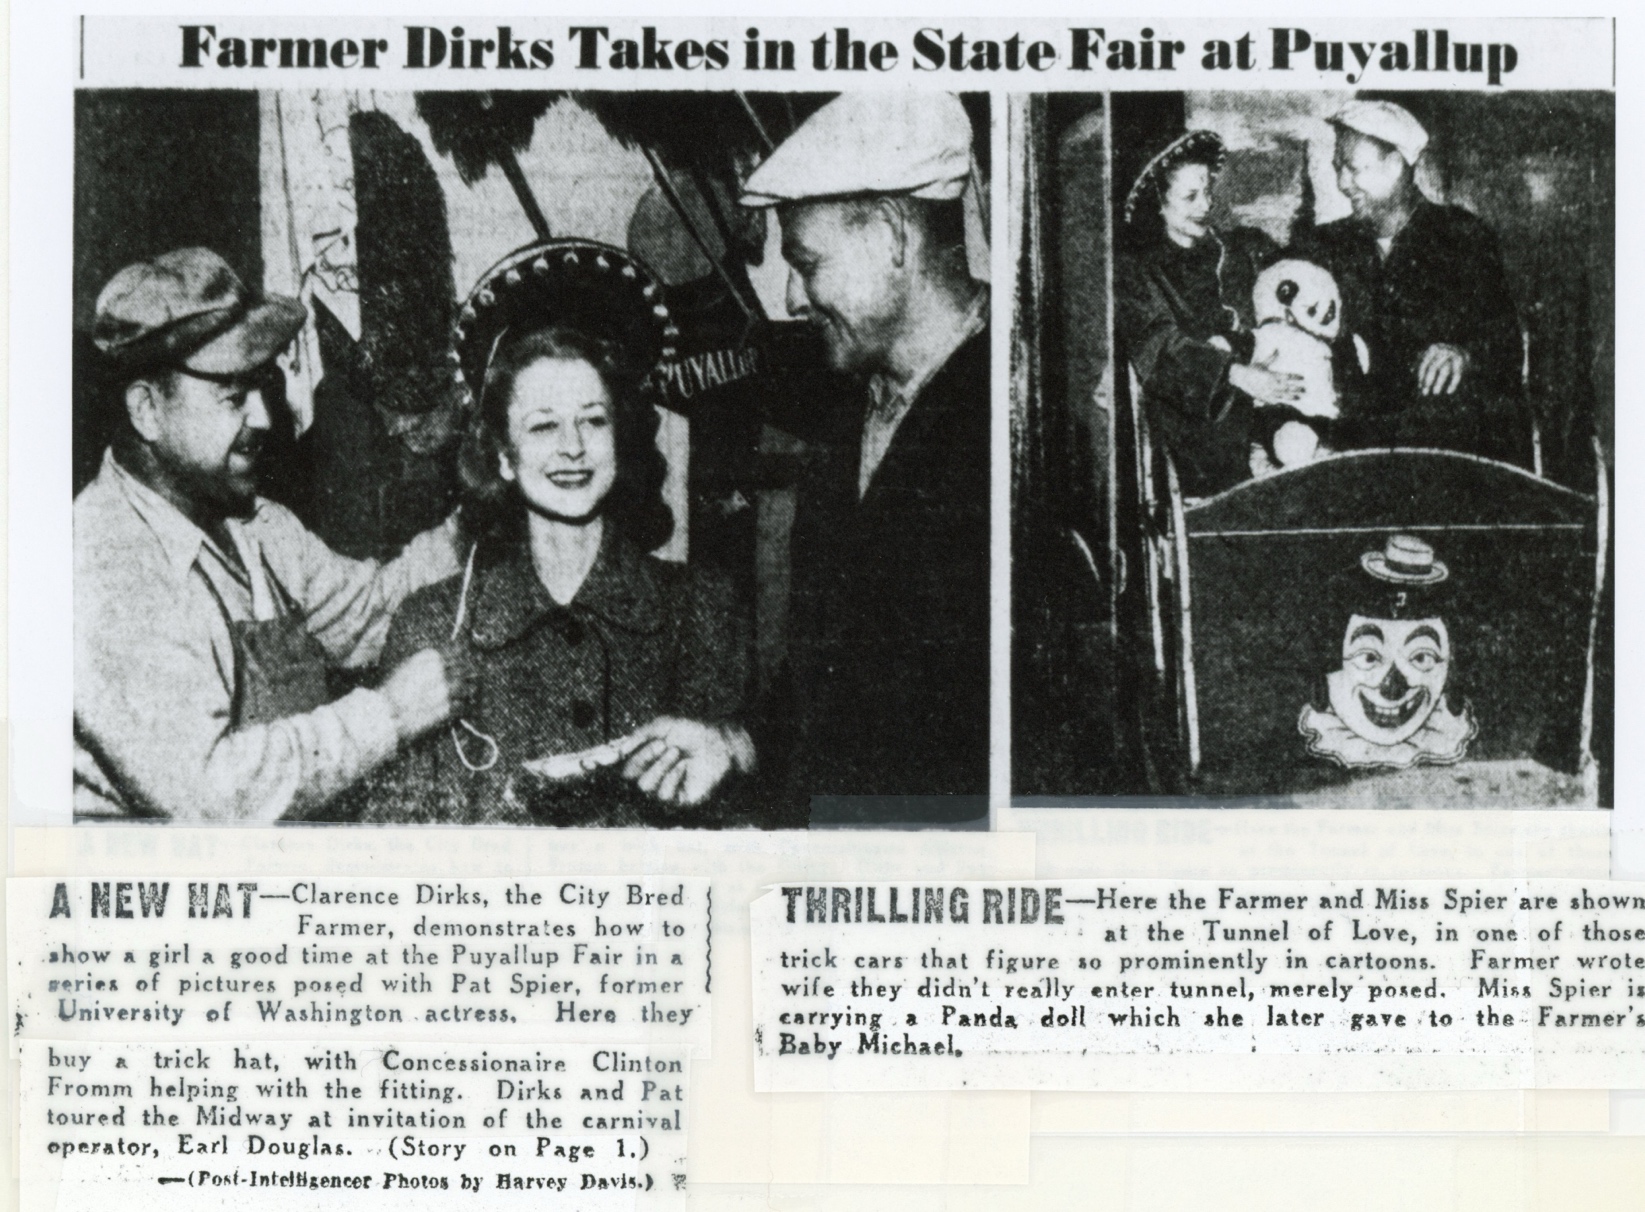 Farmer Dirks Takes in the State Fair at Puyallup
PUYALLUP
A NEW HAT—Clarence Dirks, the City Bred
Farmer, demonstrates how to
show a girl a good time at the Puyallup Fair in a
series of pictures posed with Pat Spier, former
University of Washington actress. Here they
buy a trick hat, with Concessionaire Clinton
Fromm helping with the fitting. Dirks and Pat
toured the Midway at invitation of the carnival
operator, Earl Douglas. (Story on Page 1.)
—(Post-Intelligencer Photos by Harvey Davis.)
THRILLING RIDE—Here the Farmer and Miss Spier are shown
at the Tunnel of Love, in one of those
trick cars that figure so prominently in cartoons. Farmer wrote
wife they didn't really enter tunnel, merely posed. Miss Spier is
carrying a Panda doll which she later gave to the Farmer's
Baby Michael.